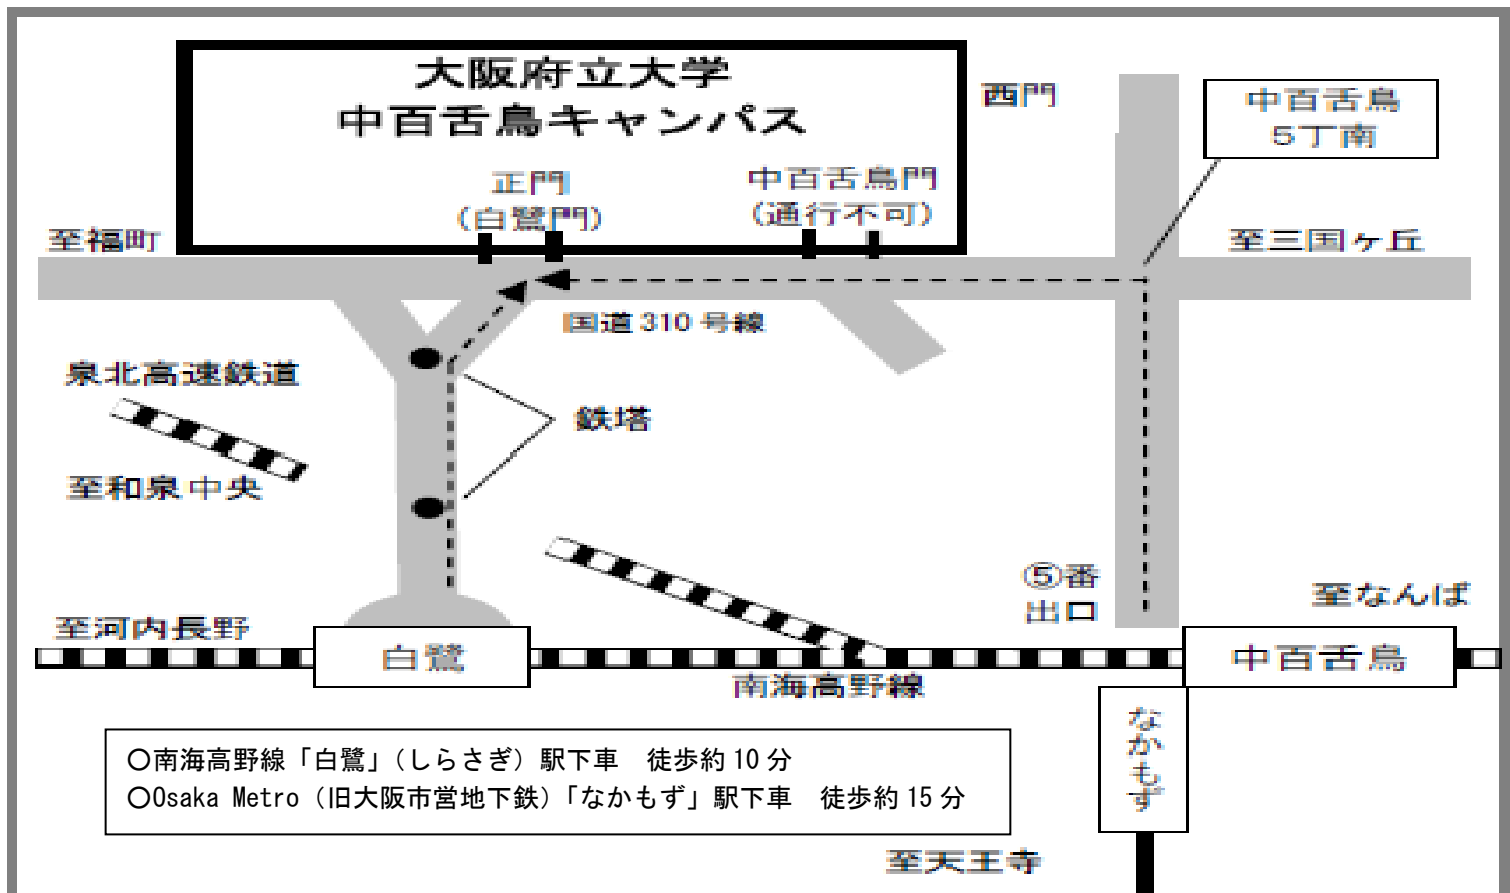 大阪府立大学
中百舌鳥キャンパス
西門
中百舌鳥
5丁南
正門
(白鷺門)
中百舌鳥門
(通行不可)
至福町
至三国ヶ丘
国道310号線
泉北高速鉄道
鉄塔
至和泉中央
⑤番
出口
至なんば
至河内長野
白鷺
中百舌鳥
南海高野線
なかもず
○南海高野線「白鷺」(しらさぎ)駅下車 徒歩約10分
○Osaka Metro(旧大阪市営地下鉄)「なかもず」駅下車 徒歩約15分
至天王寺